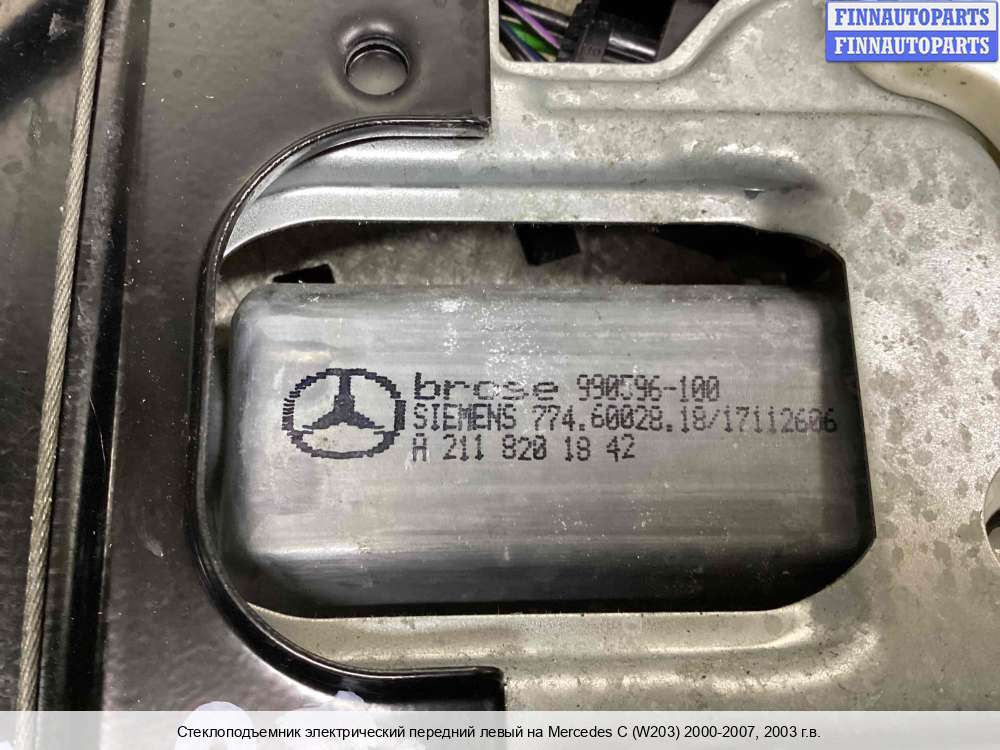 FINNAUTOPARTS
FINNAUTOPARTS
brose 990596-100
SIEMENS 774.60028.18/17112606
A 211 820 18 42
Стеклоподъемник электрический передний левый на Mercedes C (W203) 2000-2007, 2003 г.в.